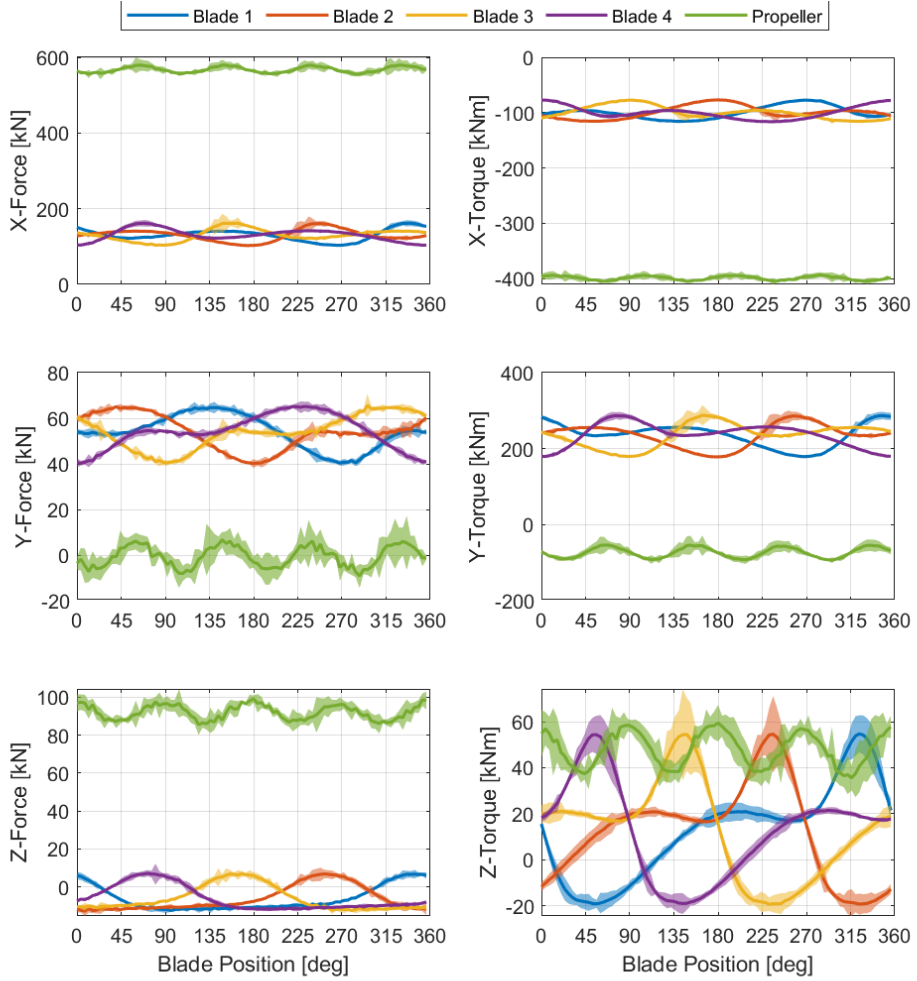 Blade 1 Blade 2 Blade 3 Blade 4 Propeller
X-Force [kN]
600
400
200
0
0 45 90 135 180 225 270 315 360
X-Torque [kNm]
0
-100
-200
-300
-400
0 45 90 135 180 225 270 315 360
Y-Force [kN]
80
60
40
20
0
-20
0 45 90 135 180 225 270 315 360
Y-Torque [kNm]
400
200
0
-200
0 45 90 135 180 225 270 315 360
Z-Force [kN]
100
80
60
40
20
0
0 45 90 135 180 225 270 315 360
Blade Position [deg]
Z-Torque [kNm]
60
40
20
0
-20
0 45 90 135 180 225 270 315 360
Blade Position [deg]